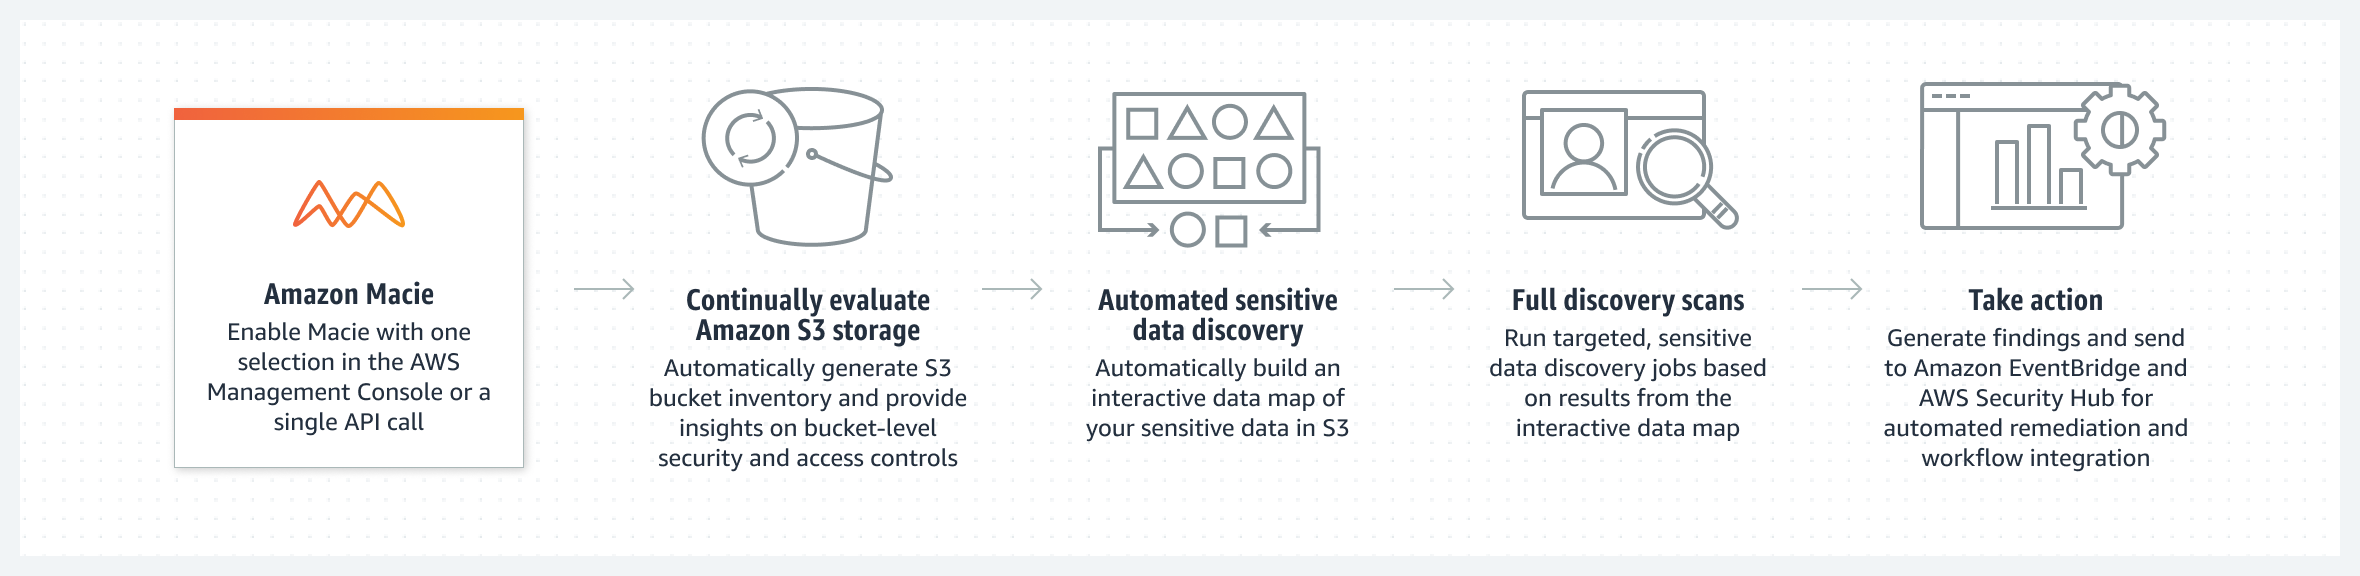 Amazon Macie
Enable Macie with one
selection in the AWS
Management Console or a
single API call
Continually evaluate
Amazon S3 storage
Automatically generate S3
bucket inventory and provide
insights on bucket-level
security and access controls
Automated sensitive
data discovery
Automatically build an
interactive data map of
your sensitive data in S3
Full discovery scans
Run targeted, sensitive
data discovery jobs based
on results from the
interactive data map
Take action
Generate findings and send
to Amazon EventBridge and
AWS Security Hub for
automated remediation and
workflow integration